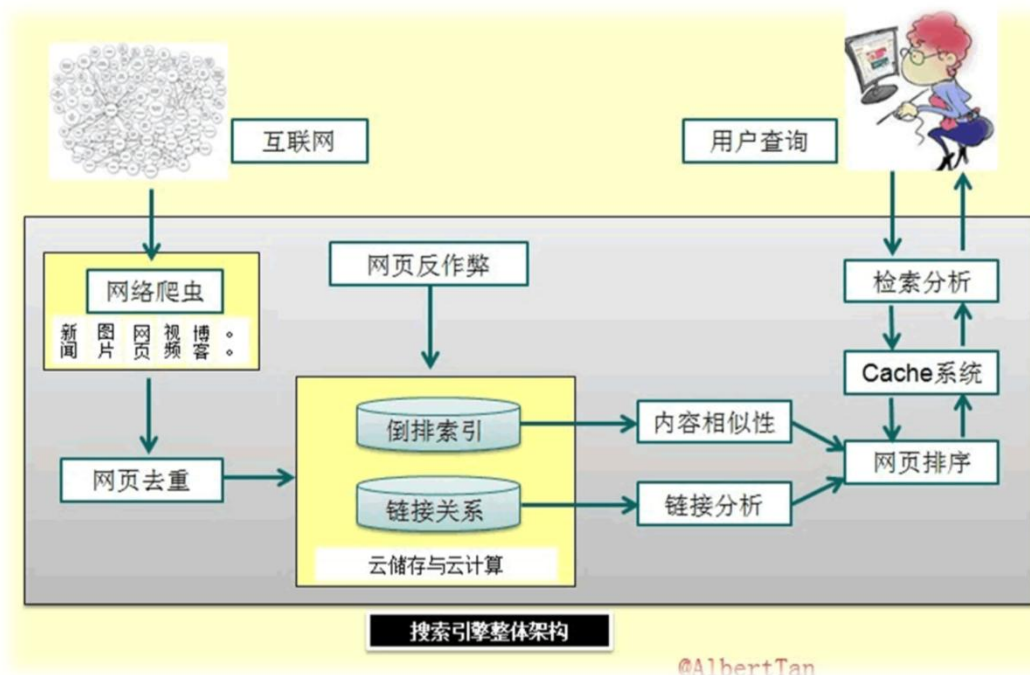 互联网
用户查询
网络爬虫
新闻 图片 网页 视频 博客 。。
网页反作弊
检索分析
Cache系统
倒排索引
内容相似性
网页排序
网页去重
链接关系
链接分析
云储存与云计算
搜索引擎整体架构
@AlbertTan